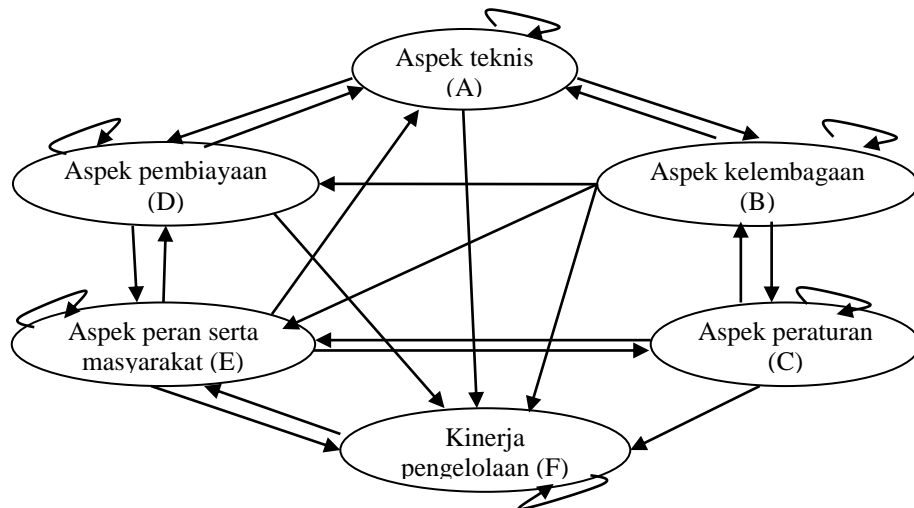 Aspek teknis
(A)
Aspek pembiayaan
(D)
Aspek kelembagaan
(B)
Aspek peran serta
masyarakat (E)
Aspek peraturan
(C)
Kinerja
pengelolaan (F)